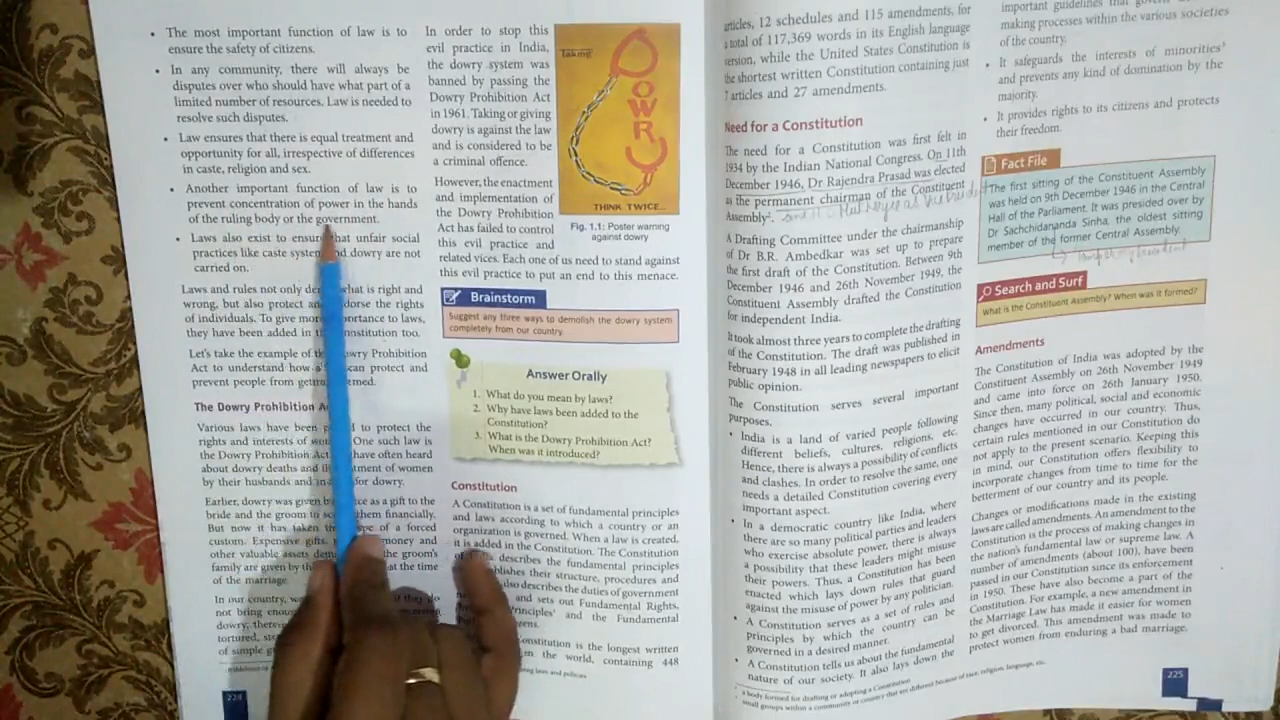 • The most important function of law is to
ensure the safety of citizens.
• In any community, there will always be
disputes over who should have what part of a
limited number of resources. Law is needed to
resolve such disputes.
• Law ensures that there is equal treatment and
opportunity for all, irrespective of differences
in caste, religion and sex.
• Another important function of law is to
prevent concentration of power in the hands
of the ruling body or the government.
• Laws also exist to ensure that unfair social
practices like caste system and dowry are not
carried on.
Laws and rules not only what is right and
wrong, but also protect endorse the rights
of individuals. To give importance to laws,
they have been added in Constitution too.
Let's take the example of Dowry Prohibition
Act to understand how can protect and
prevent people from
The Dowry Prohibition
Various laws have been to protect the
rights and interests of One such law is
the Dowry Prohibition Act. have often heard
about dowry deaths and of women
by their husbands and for dowry.
Earlier, dowry was given as a gift to the
bride and the groom to them financially.
But now it has taken of a forced
custom. Expensive gifts, money and
other valuable assets the groom's
family are given by the at the time
of the marriage.
In our country, if they do
not bring
dowry,
tortured,
of simple
224
In order to stop this
evil practice in India,
the dowry system was
banned by passing the
Dowry Prohibition Act
in 1961. Taking or giving
dowry is against the law
and is considered to be
a criminal offence.
However, the enactment
and implementation of
the Dowry Prohibition
Act has failed to control
this evil practice and
related vices. Each one of us need to stand against
this evil practice to put an end to this menace.
Taking
DOWRY
THINK TWICE...
Fig. 1.1: Poster warning
against dowry
Brainstorm
Suggest any three ways to demolish the dowry system
completely from our country.
Answer Orally
1. What do you mean by laws?
2. Why have laws been added to the
Constitution?
3. What is the Dowry Prohibition Act?
When was it introduced?
Constitution
A Constitution is a set of fundamental principles
and laws according to which a country or an
organization is governed. When a law is created,
it is added in the Constitution. The Constitution
describes the fundamental principles
their structure, procedures and
also describes the duties of government
and sets out Fundamental Rights,
Principles and the Fundamental
Constitution is the longest written
in the world, containing 448
articles, 12 schedules and 115 amendments, for
a total of 117,369 words in its English language
version, while the United States Constitution is
the shortest written Constitution containing just
7 articles and 27 amendments.
Need for a Constitution
The need for a Constitution was first felt in
1934 by the Indian National Congress. On 11th
December 1946, Dr Rajendra Prasad was elected
as the permanent chairman of the Constituent
Assembly
A Drafting Committee under the chairmanship
of Dr B.R. Ambedkar was set up to prepare
the first draft of the Constitution. Between 9th
December 1946 and 26th November 1949, the
Constituent Assembly drafted the Constitution
for independent India.
It took almost three years to complete the drafting
of the Constitution. The draft was published in
February 1948 in all leading newspapers to elicit
public opinion.
The Constitution serves several important
purposes.
• India is a land of varied people following
different beliefs, cultures, religions, etc.
Hence, there is always a possibility of conflicts
and clashes. In order to resolve the same, one
needs a detailed Constitution covering every
important aspect.
• In a democratic country like India, where
there are so many political parties and leaders
who exercise absolute power, there is always
a possibility that these leaders might misuse
their powers. Thus, a Constitution has been
enacted which lays down rules that guard
against the misuse of power by any politician.
• A Constitution serves as a set of rules and
principles by which the country can be
governed in a desired manner.
• A Constitution tells us about the fundamental
nature of our society. It also lays down the
a body formed for drafting or adopting a Constitution
small groups within a community or country that are different because of race, religion, language, etc.
important guidelines that
making processes within the various societies
of the country.
• It safeguards the interests of minorities
and prevents any kind of domination by the
majority.
• It provides rights to its citizens and protects
their freedom.
Fact File
The first sitting of the Constituent Assembly
was held on 9th December 1946 in the Central
Hall of the Parliament. It was presided over by
Dr Sachchidananda Sinha, the oldest sitting
member of the former Central Assembly.
Search and Surf
What is the Constituent Assembly? When was it formed?
Amendments
The Constitution of India was adopted by the
Constituent Assembly on 26th November 1949
and came into force on 26th January 1950.
Since then, many political, social and economic
changes have occurred in our country. Thus,
certain rules mentioned in our Constitution do
not apply to the present scenario. Keeping this
in mind, our Constitution offers flexibility to
incorporate changes from time to time for the
betterment of our country and its people.
Changes or modifications made in the existing
laws are called amendments. An amendment to the
Constitution is the process of making changes in
the nation's fundamental law or supreme law. A
number of amendments (about 100), have been
passed in our Constitution since its enforcement
in 1950. These have also become a part of the
Constitution. For example, a new amendment in
the Marriage Law has made it easier for women
to get divorced. This amendment was made to
protect women from enduring a bad marriage.
225